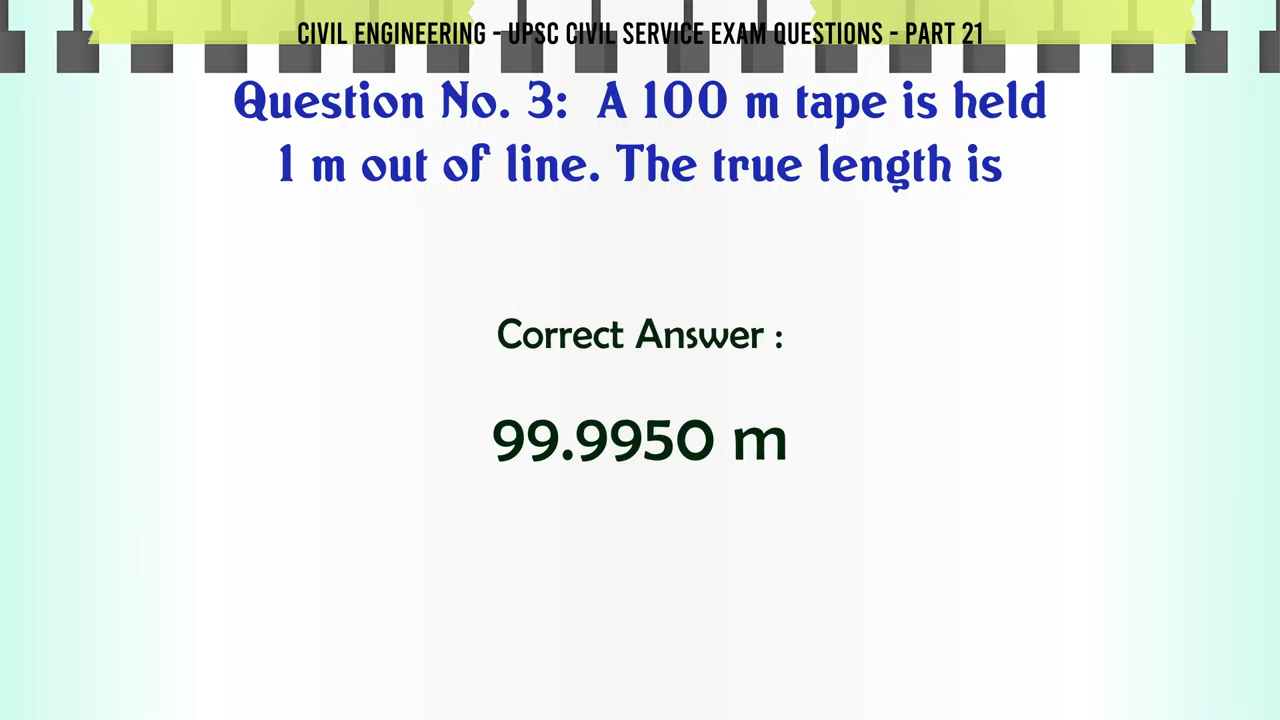 CIVIL ENGINEERING - UPSC CIVIL SERVICE EXAM QUESTIONS - PART 21
Question No. 3: A 100 m tape is held
1 m out of line. The true length is
Correct Answer :
99.9950 m